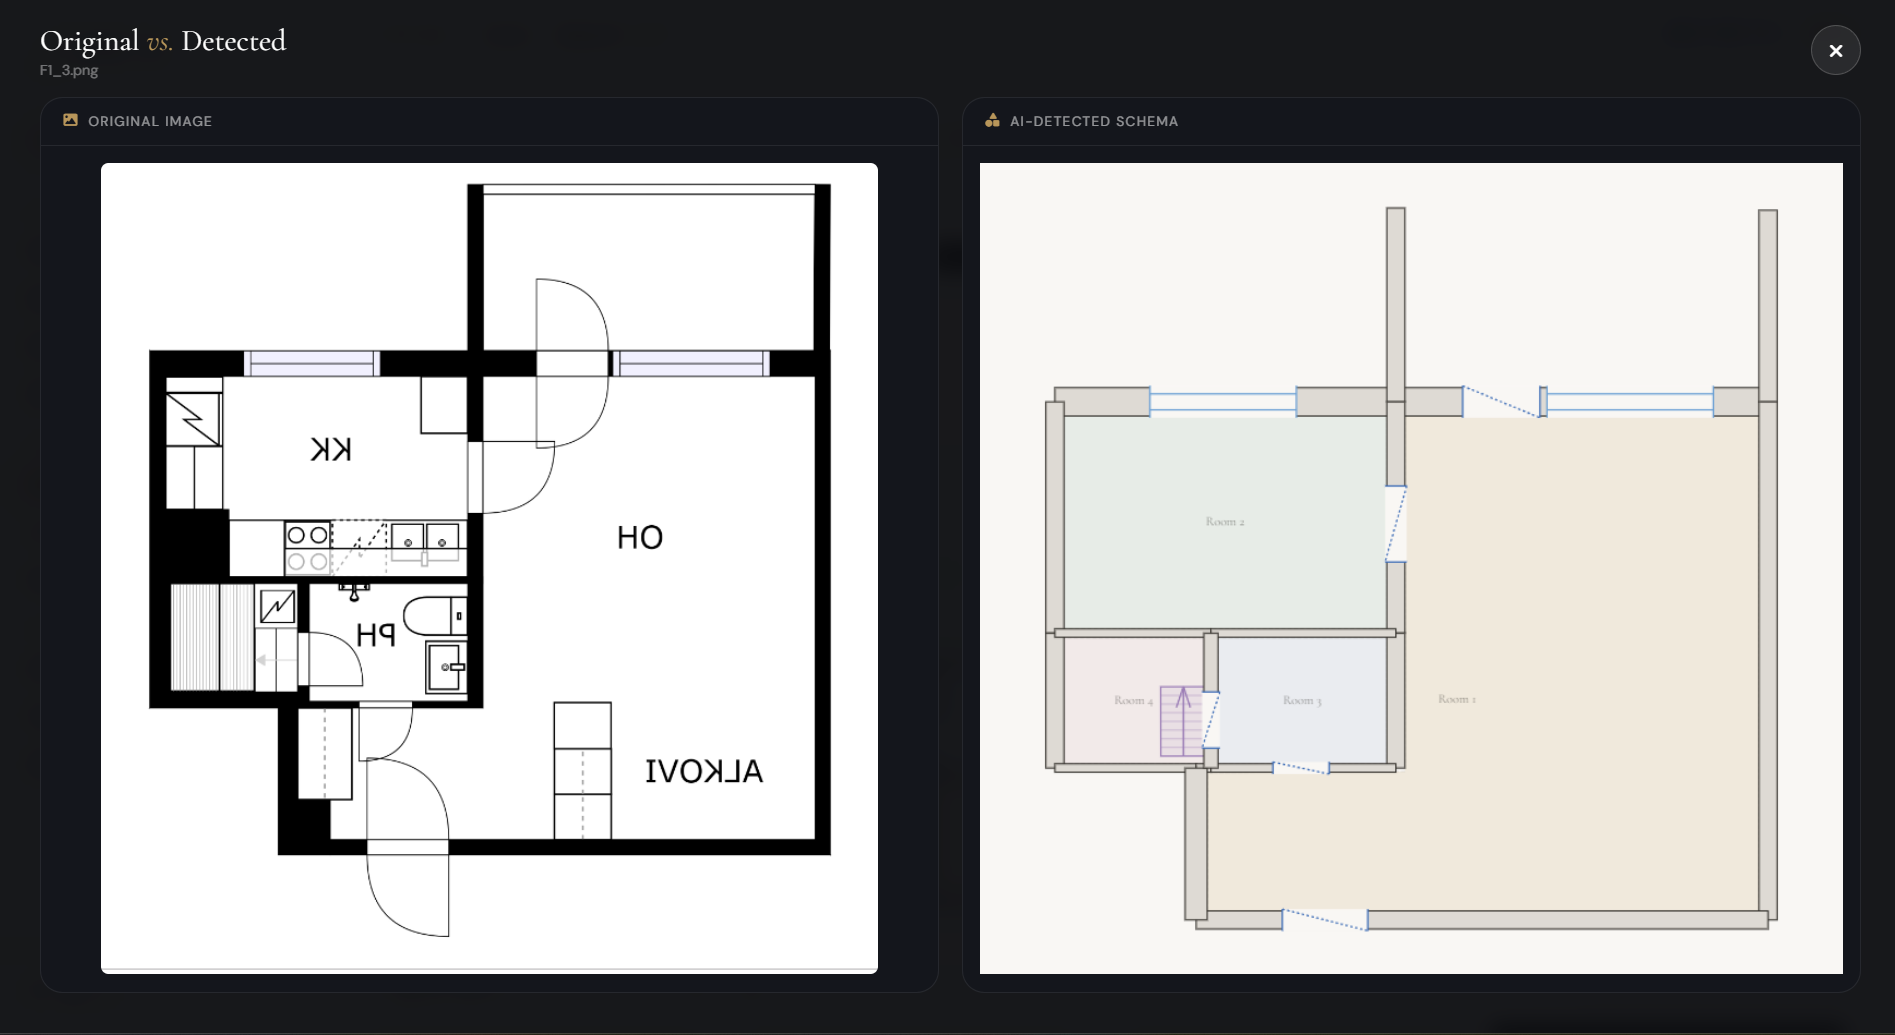 Original vs. Detected
F1_3.png
ORIGINAL IMAGE
AI-DETECTED SCHEMA
KK
OH
PH
ALKOVI
Room 2
Room 4
Room 3
Room 1